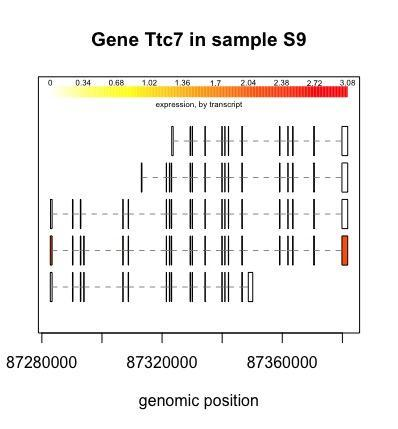 Gene Ttc7 in sample S9
0 0.34 0.68 1.02 1.36 1.7 2.04 2.38 2.72 3.08
expression, by transcript
87280000 87320000 87360000
genomic position